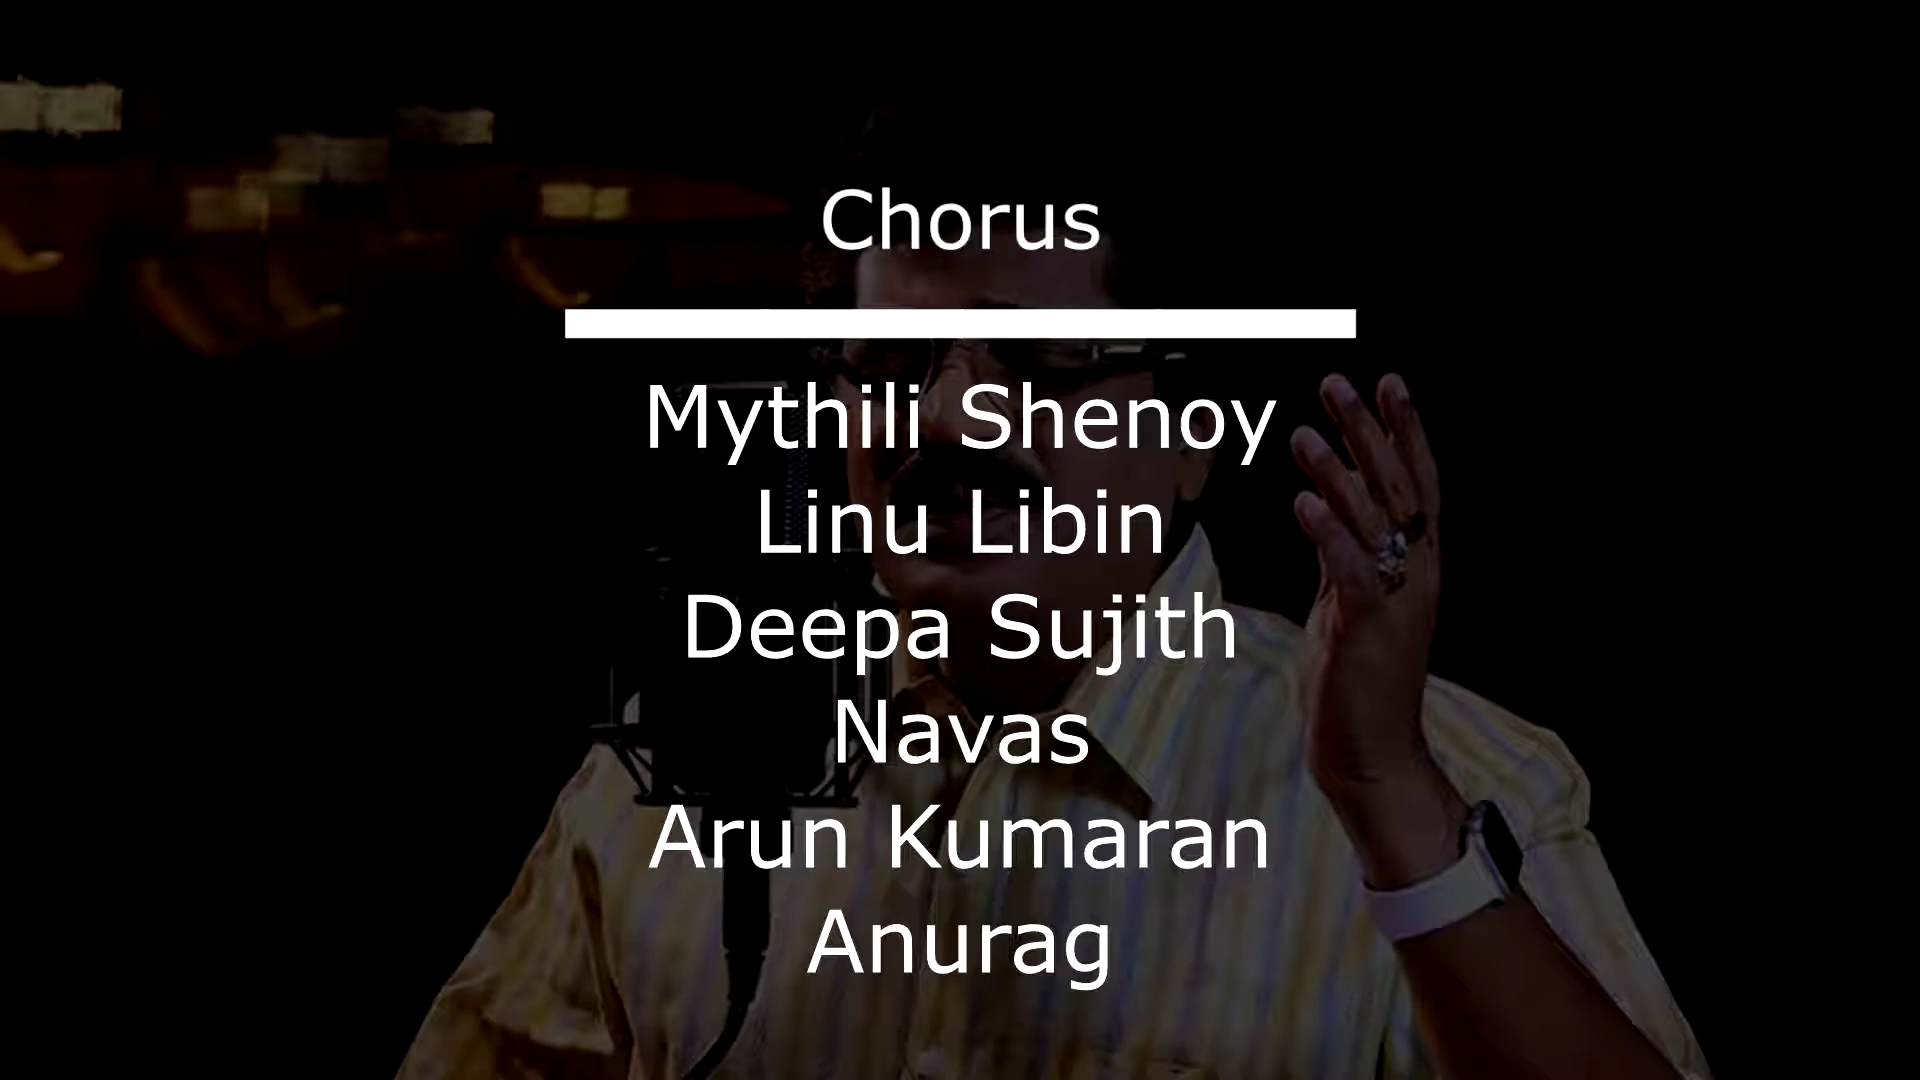 Chorus
Mythili Shenoy
Linu Libin
Deepa Sujith
Navas
Arun Kumaran
Anurag